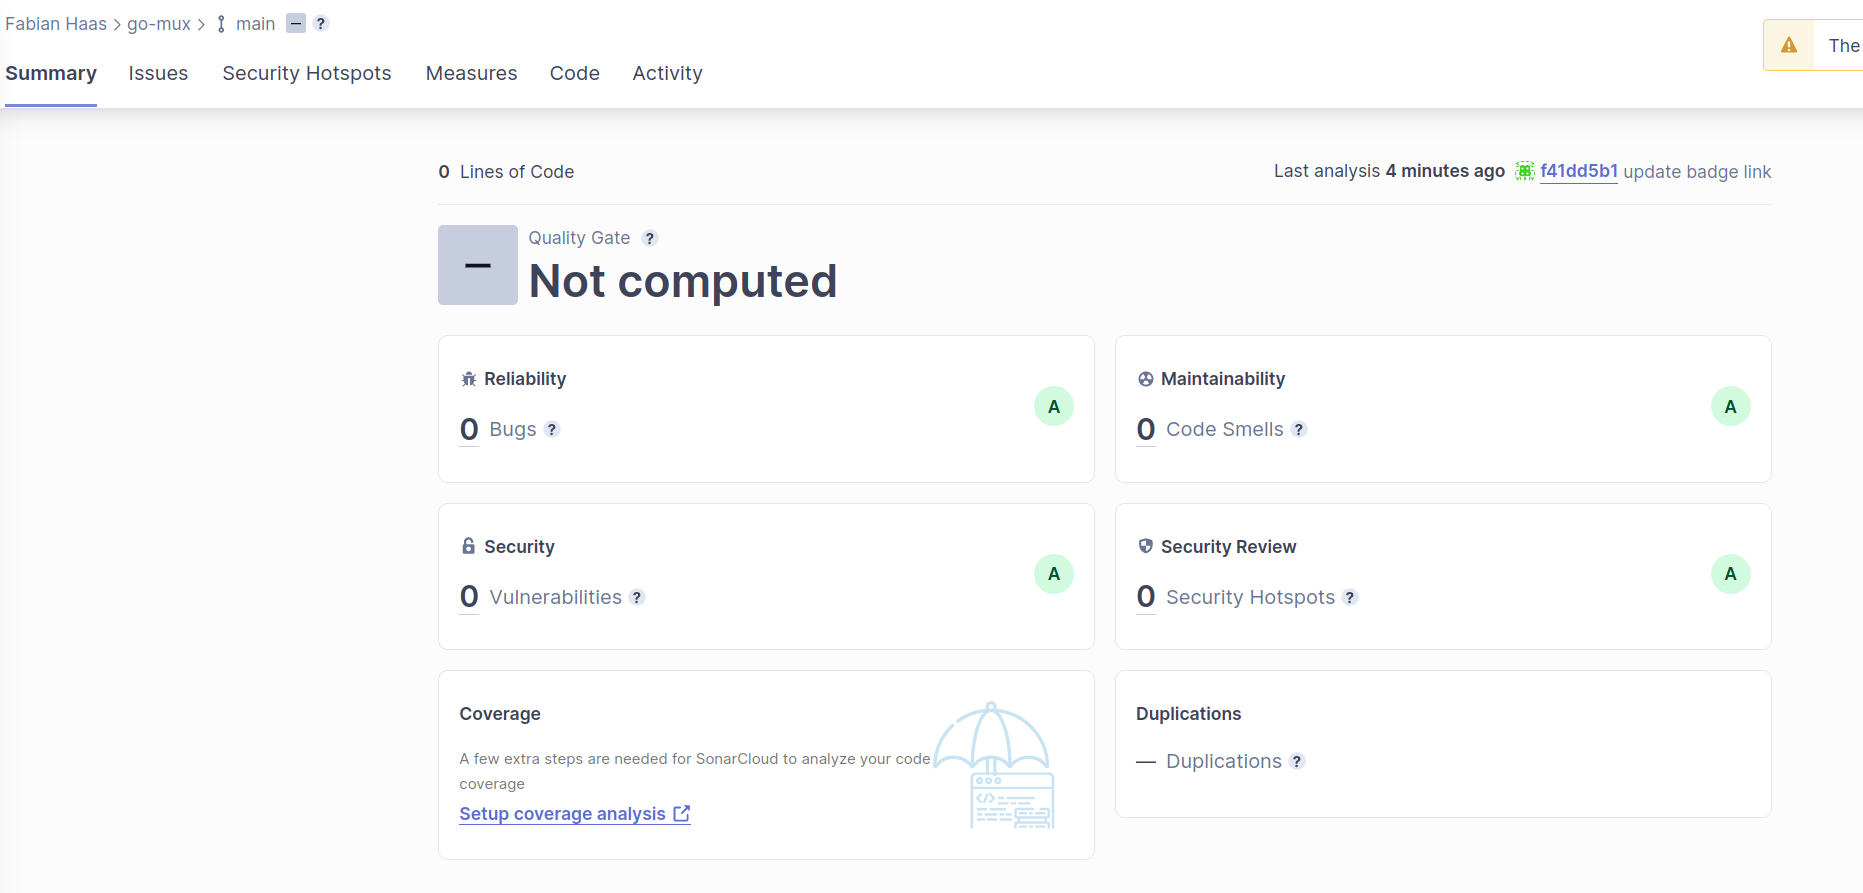 Fabian Haas > go-mux > main – ?
The
Summary Issues Security Hotspots Measures Code Activity
0 Lines of Code
Last analysis 4 minutes ago f41dd5b1 update badge link
Quality Gate ?
– Not computed
Reliability
0 Bugs ?
A
Maintainability
0 Code Smells ?
A
Security
0 Vulnerabilities ?
A
Security Review
0 Security Hotspots ?
A
Coverage
A few extra steps are needed for SonarCloud to analyze your code
coverage
Setup coverage analysis
Duplications
— Duplications ?